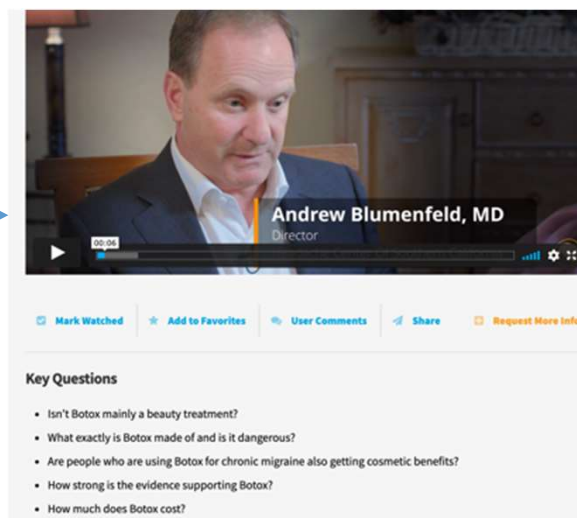 Andrew Blumenfeld, MD
Director
00:06
Mark Watched
Add to Favorites
User Comments
Share
Request More Info
Key Questions
• Isn't Botox mainly a beauty treatment?
• What exactly is Botox made of and is it dangerous?
• Are people who are using Botox for chronic migraine also getting cosmetic benefits?
• How strong is the evidence supporting Botox?
• How much does Botox cost?